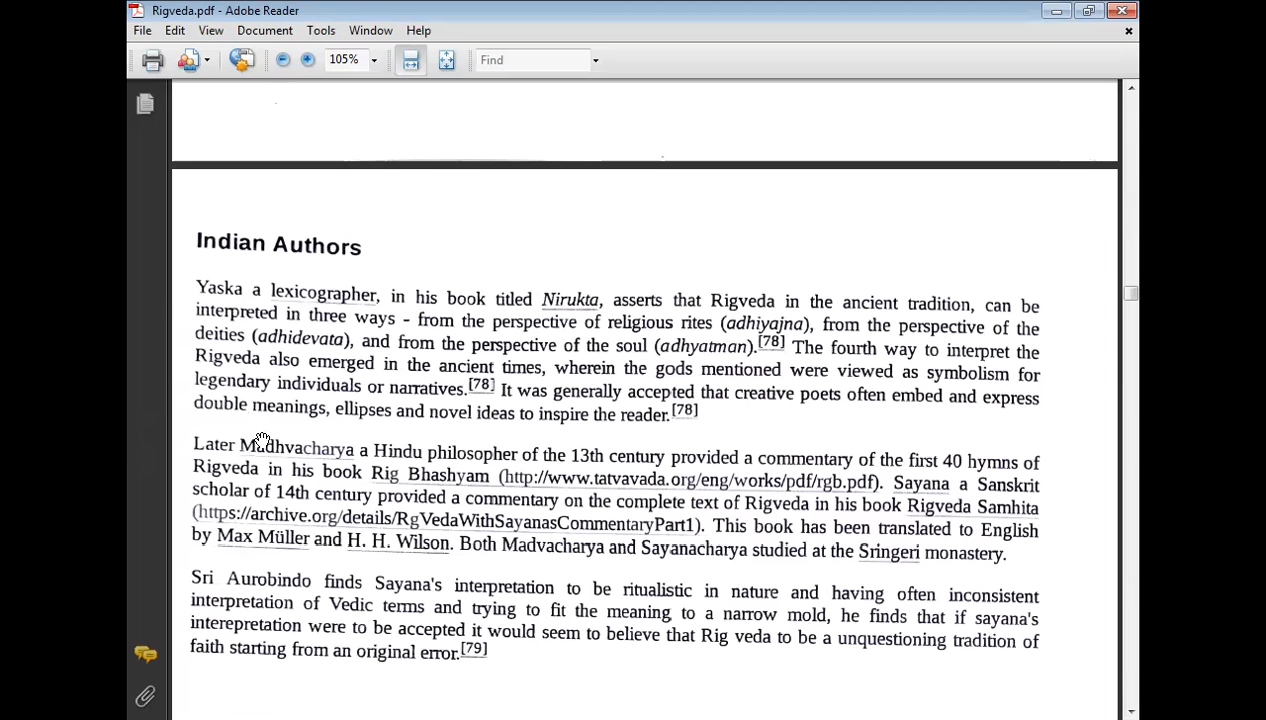 Rigveda.pdf - Adobe Reader
File Edit View Document Tools Window Help
105% Find
Indian Authors
Yaska a lexicographer, in his book titled Nirukta, asserts that Rigveda in the ancient tradition, can be
interpreted in three ways - from the perspective of religious rites (adhiyajna), from the perspective of the
deities (adhidevata), and from the perspective of the soul (adhyatman).[78] The fourth way to interpret the
Rigveda also emerged in the ancient times, wherein the gods mentioned were viewed as symbolism for
legendary individuals or narratives.[78] It was generally accepted that creative poets often embed and express
double meanings, ellipses and novel ideas to inspire the reader.[78]
Later Madhvacharya a Hindu philosopher of the 13th century provided a commentary of the first 40 hymns of
Rigveda in his book Rig Bhashyam (http://www.tatvavada.org/eng/works/pdf/rgb.pdf). Sayana a Sanskrit
scholar of 14th century provided a commentary on the complete text of Rigveda in his book Rigveda Samhita
(https://archive.org/details/RgVedaWithSayanasCommentaryPart1). This book has been translated to English
by Max Müller and H. H. Wilson. Both Madvacharya and Sayanacharya studied at the Sringeri monastery.
Sri Aurobindo finds Sayana's interpretation to be ritualistic in nature and having often inconsistent
interpretation of Vedic terms and trying to fit the meaning to a narrow mold, he finds that if sayana's
interepretation were to be accepted it would seem to believe that Rig veda to be a unquestioning tradition of
faith starting from an original error.[79]